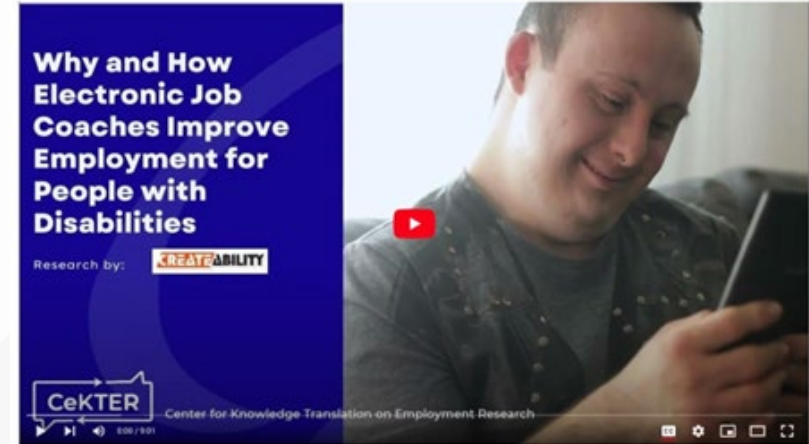 Why and How
Electronic Job
Coaches Improve
Employment for
People with
Disabilities
Research by:
CREATEABILITY
CeKTER
Center for Knowledge Translation on Employment Research
0:00 / 9:01
CC